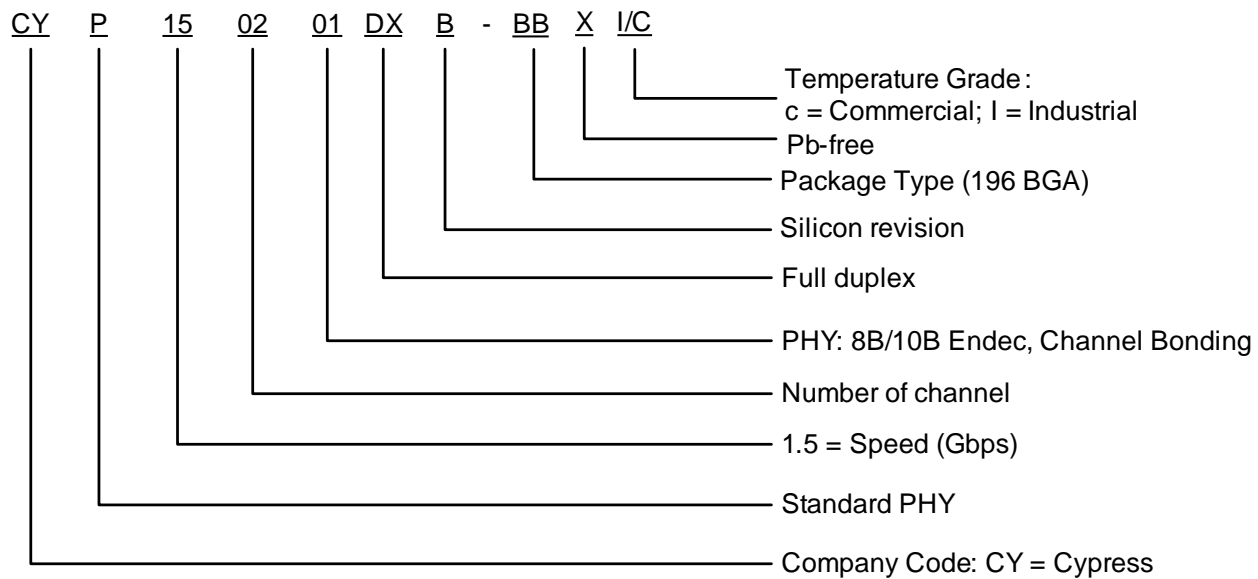 CY P 15 02 01 DX B - BB X I/C
Temperature Grade:
c = Commercial; I = Industrial
Pb-free
Package Type (196 BGA)
Silicon revision
Full duplex
PHY: 8B/10B Endec, Channel Bonding
Number of channel
1.5 = Speed (Gbps)
Standard PHY
Company Code: CY = Cypress